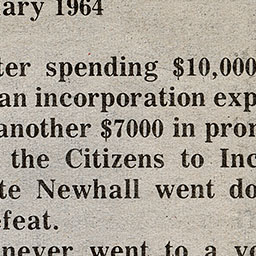 ary 1964
ter spending $10,000
an incorporation exp
another $7000 in pro
the Citizens to Inc
te Newhall went do
efeat.
never went to a vo